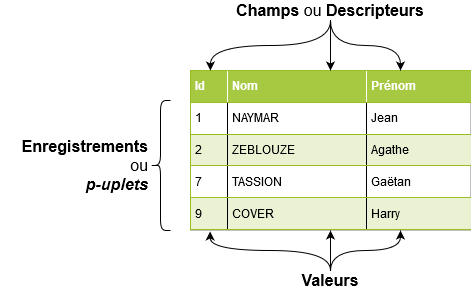 Champs ou Descripteurs
Id Nom Prénom
1 NAYMAR Jean
2 ZEBLOUZE Agathe
7 TASSION Gaëtan
9 COVER Harry
Enregistrements
ou
p-uplets
Valeurs